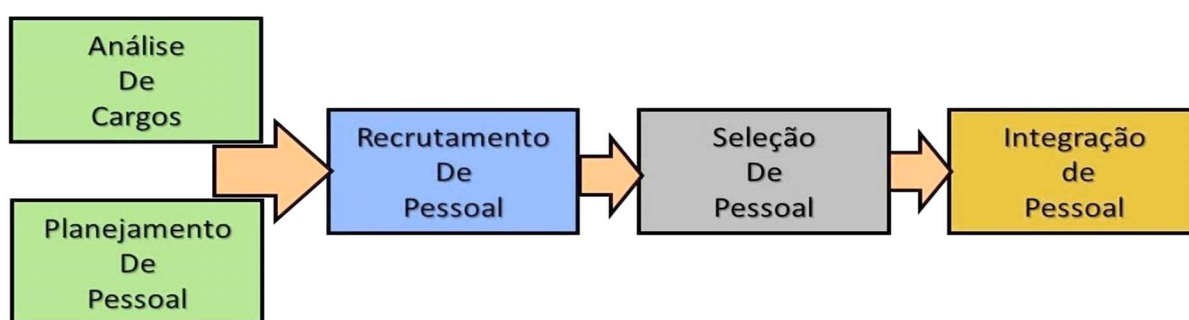 Análise
De
Cargos
Planejamento
De
Pessoal
Recrutamento
De
Pessoal
Seleção
De
Pessoal
Integração
de
Pessoal